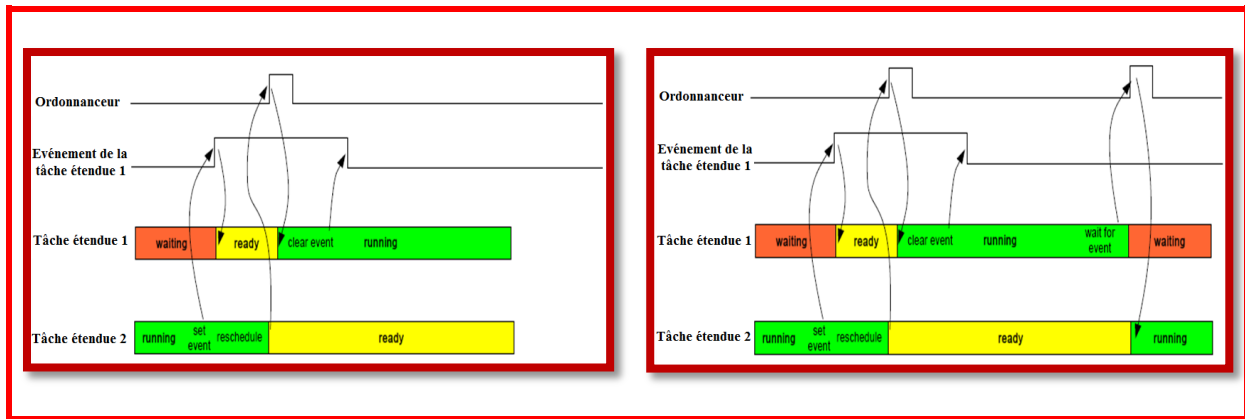 Ordonnanceur
Evénement de la
tâche étendue 1
Tâche étendue 1
waiting ready clear event running
Tâche étendue 2
running set event reschedule ready
Ordonnanceur
Evénement de la
tâche étendue 1
Tâche étendue 1
waiting ready clear event running wait for event waiting
Tâche étendue 2
running set event reschedule ready running